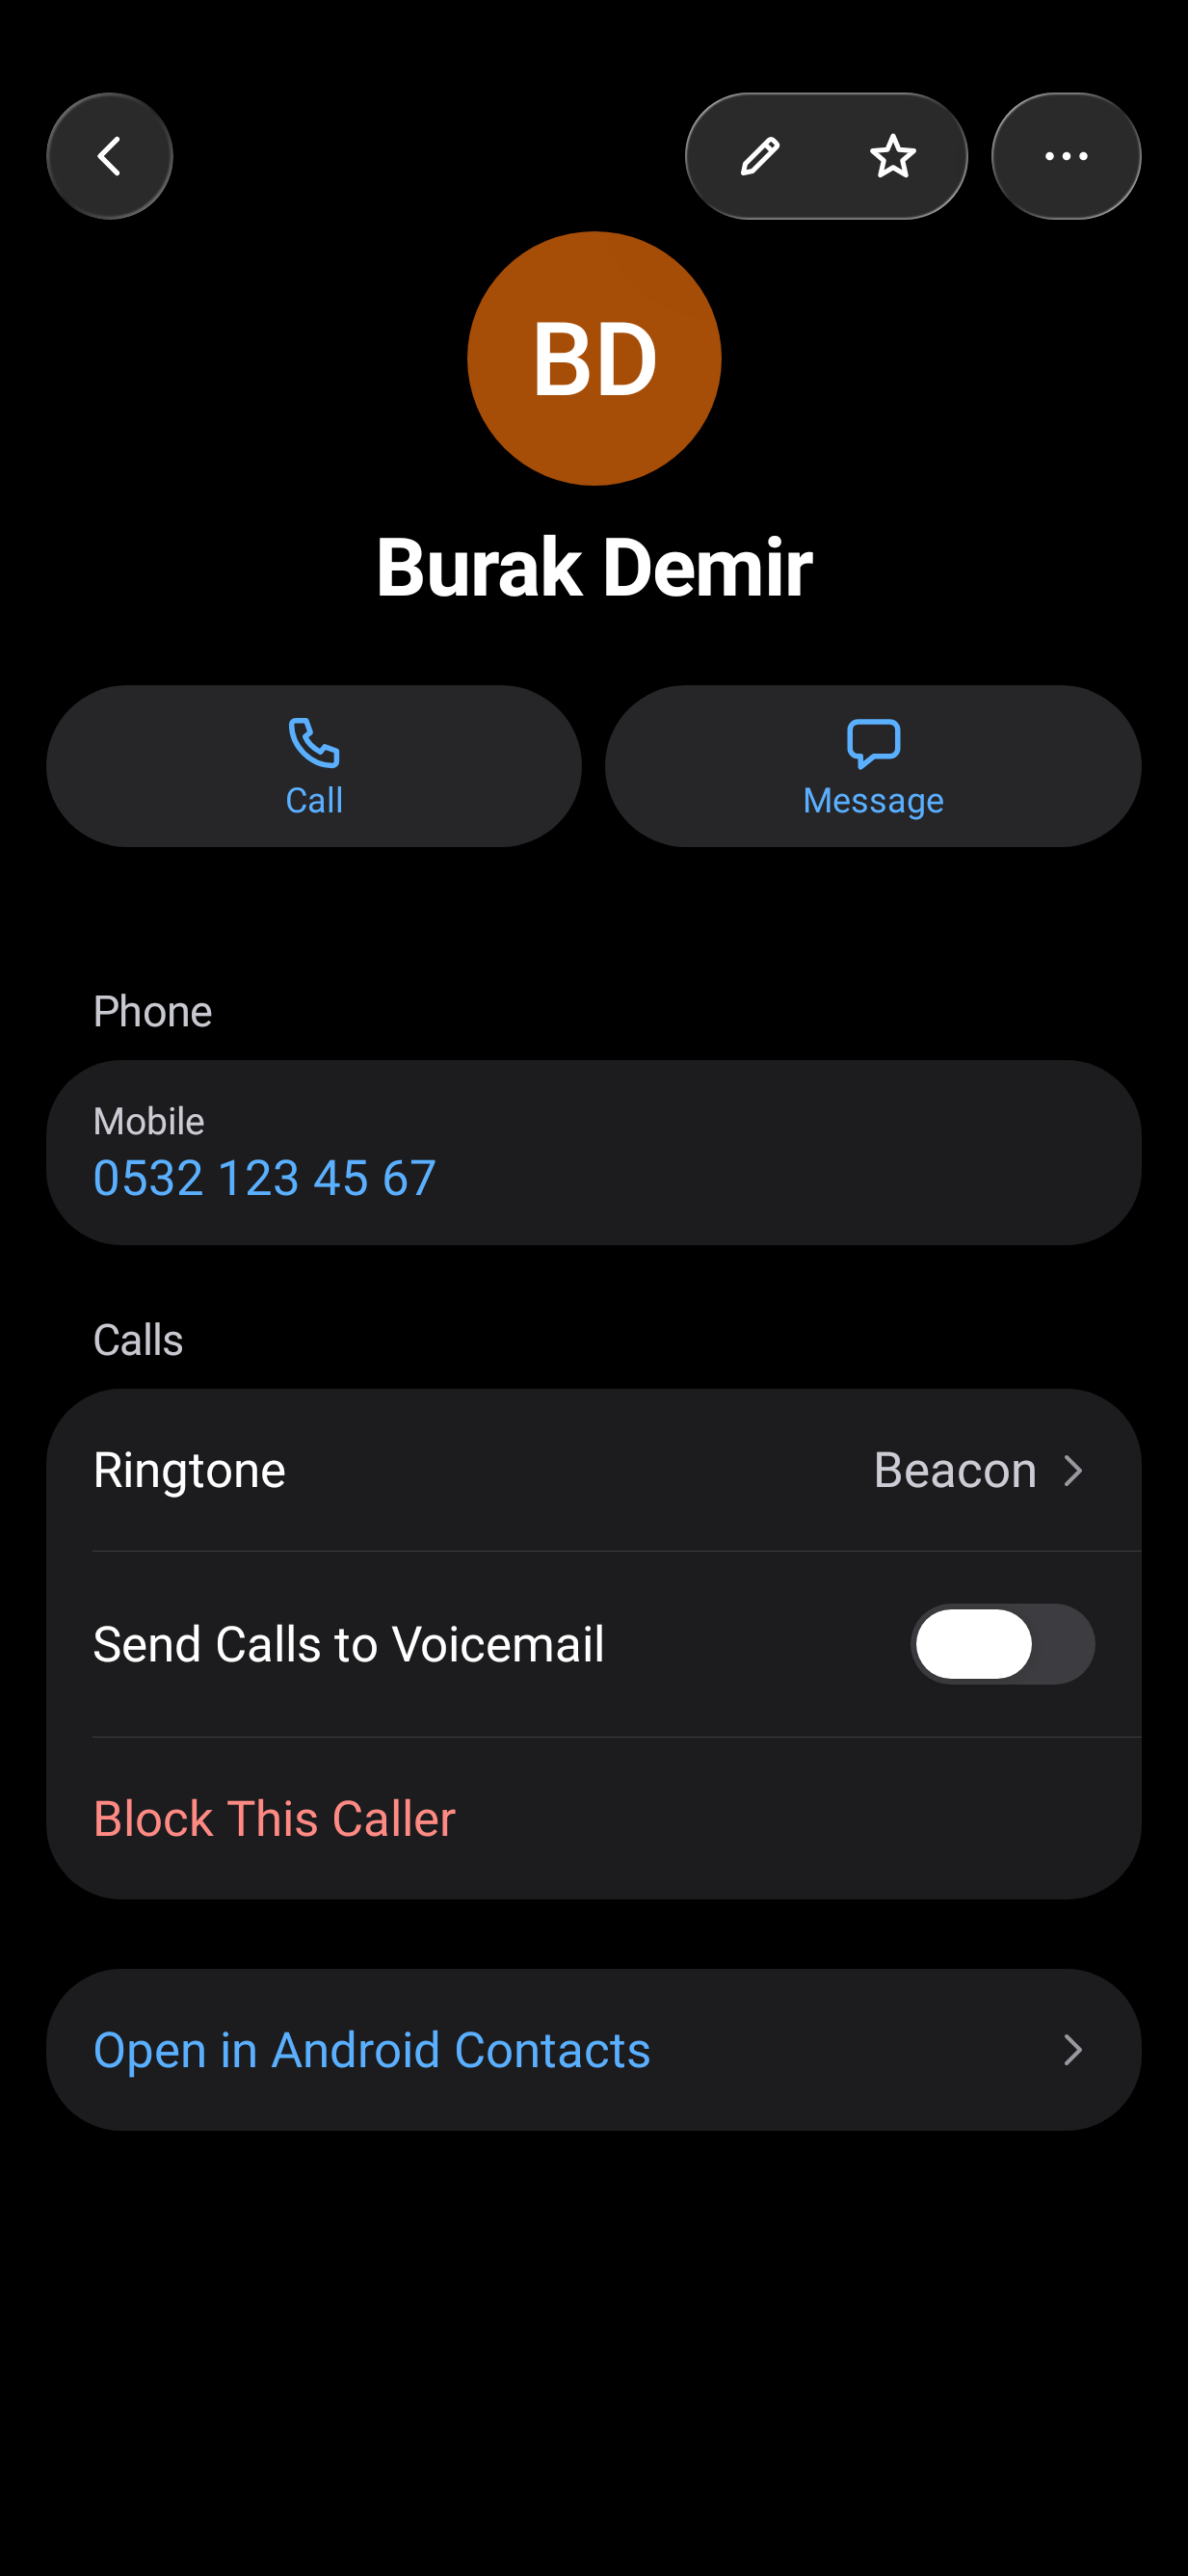 BD
Burak Demir
Call
Message
Phone
Mobile
0532 123 45 67
Calls
Ringtone
Beacon
Send Calls to Voicemail
Block This Caller
Open in Android Contacts